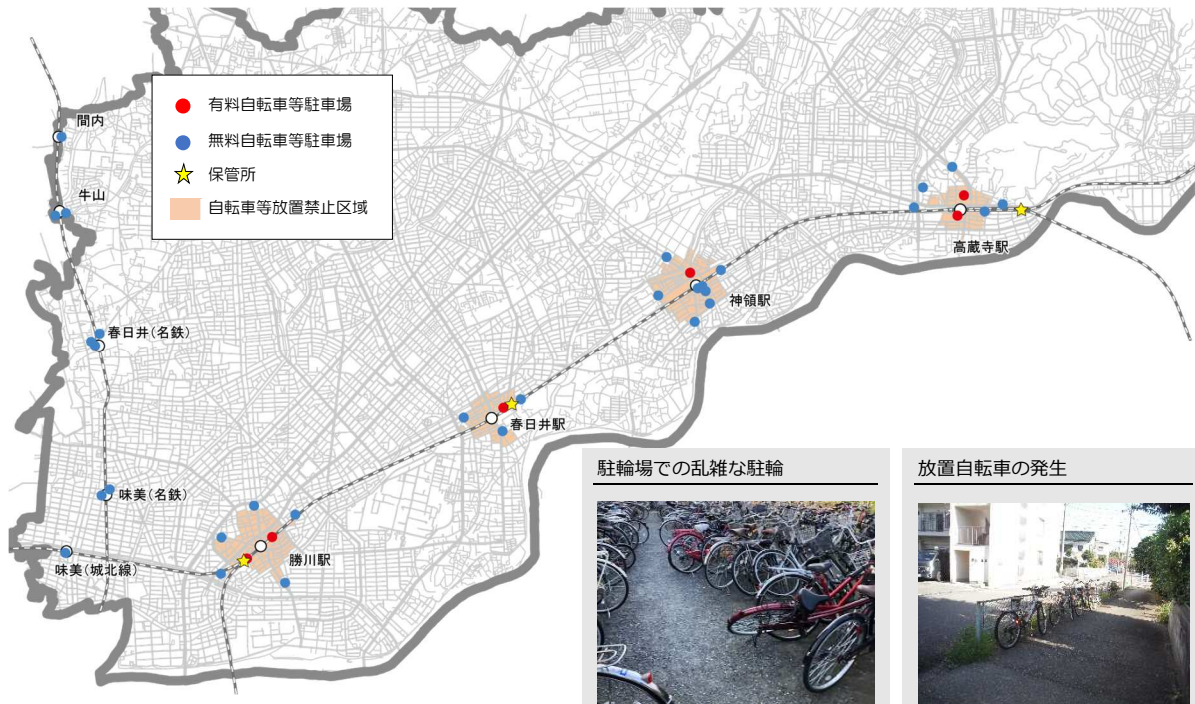 有料自転車等駐車場
無料自転車等駐車場
保管所
自転車等放置禁止区域
間内
牛山
春日井(名鉄)
味美(名鉄)
味美(城北線)
勝川駅
春日井駅
神領駅
高蔵寺駅
駐輪場での乱雑な駐輪
放置自転車の発生